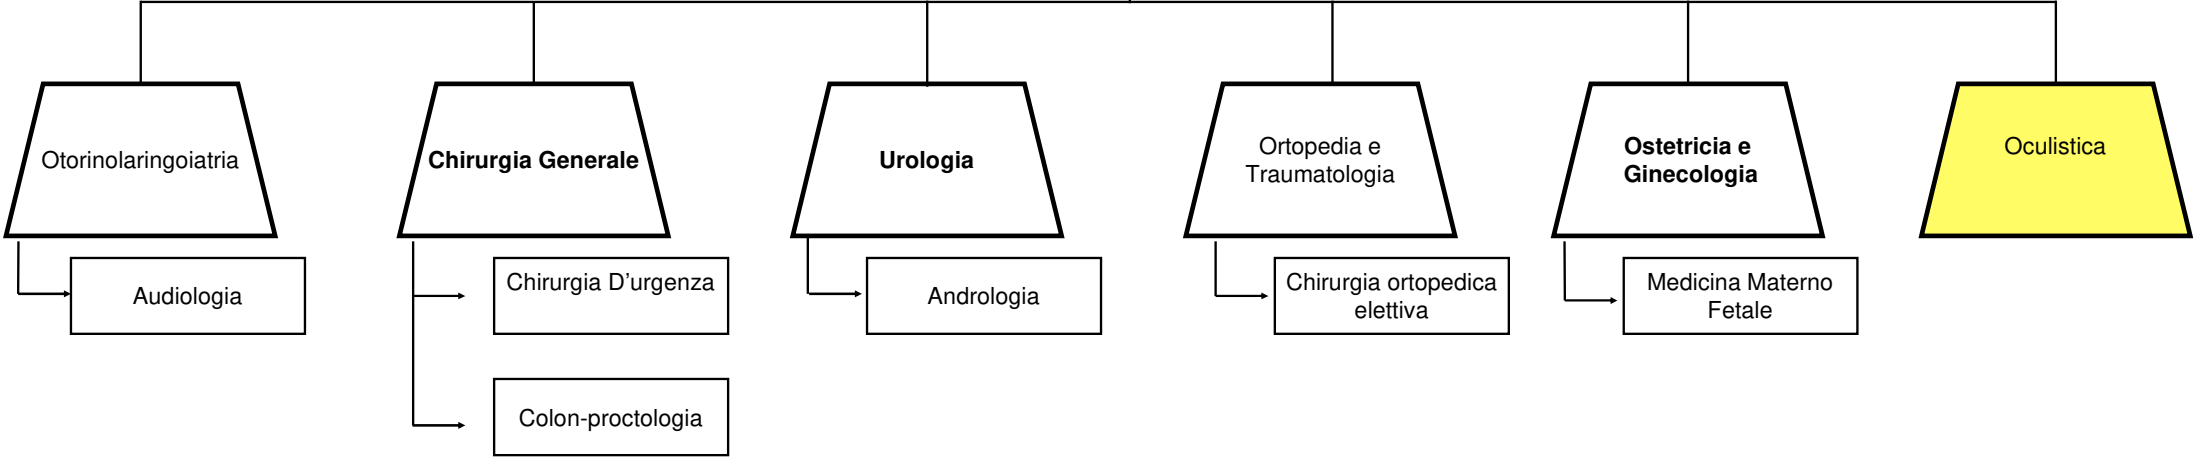 Otorinolaringoiatria
Chirurgia Generale
Urologia
Ortopedia e
Traumatologia
Ostetricia e
Ginecologia
Oculistica
Audiologia
Chirurgia D'urgenza
Andrologia
Chirurgia ortopedica
elettiva
Medicina Materno
Fetale
Colon-proctologia